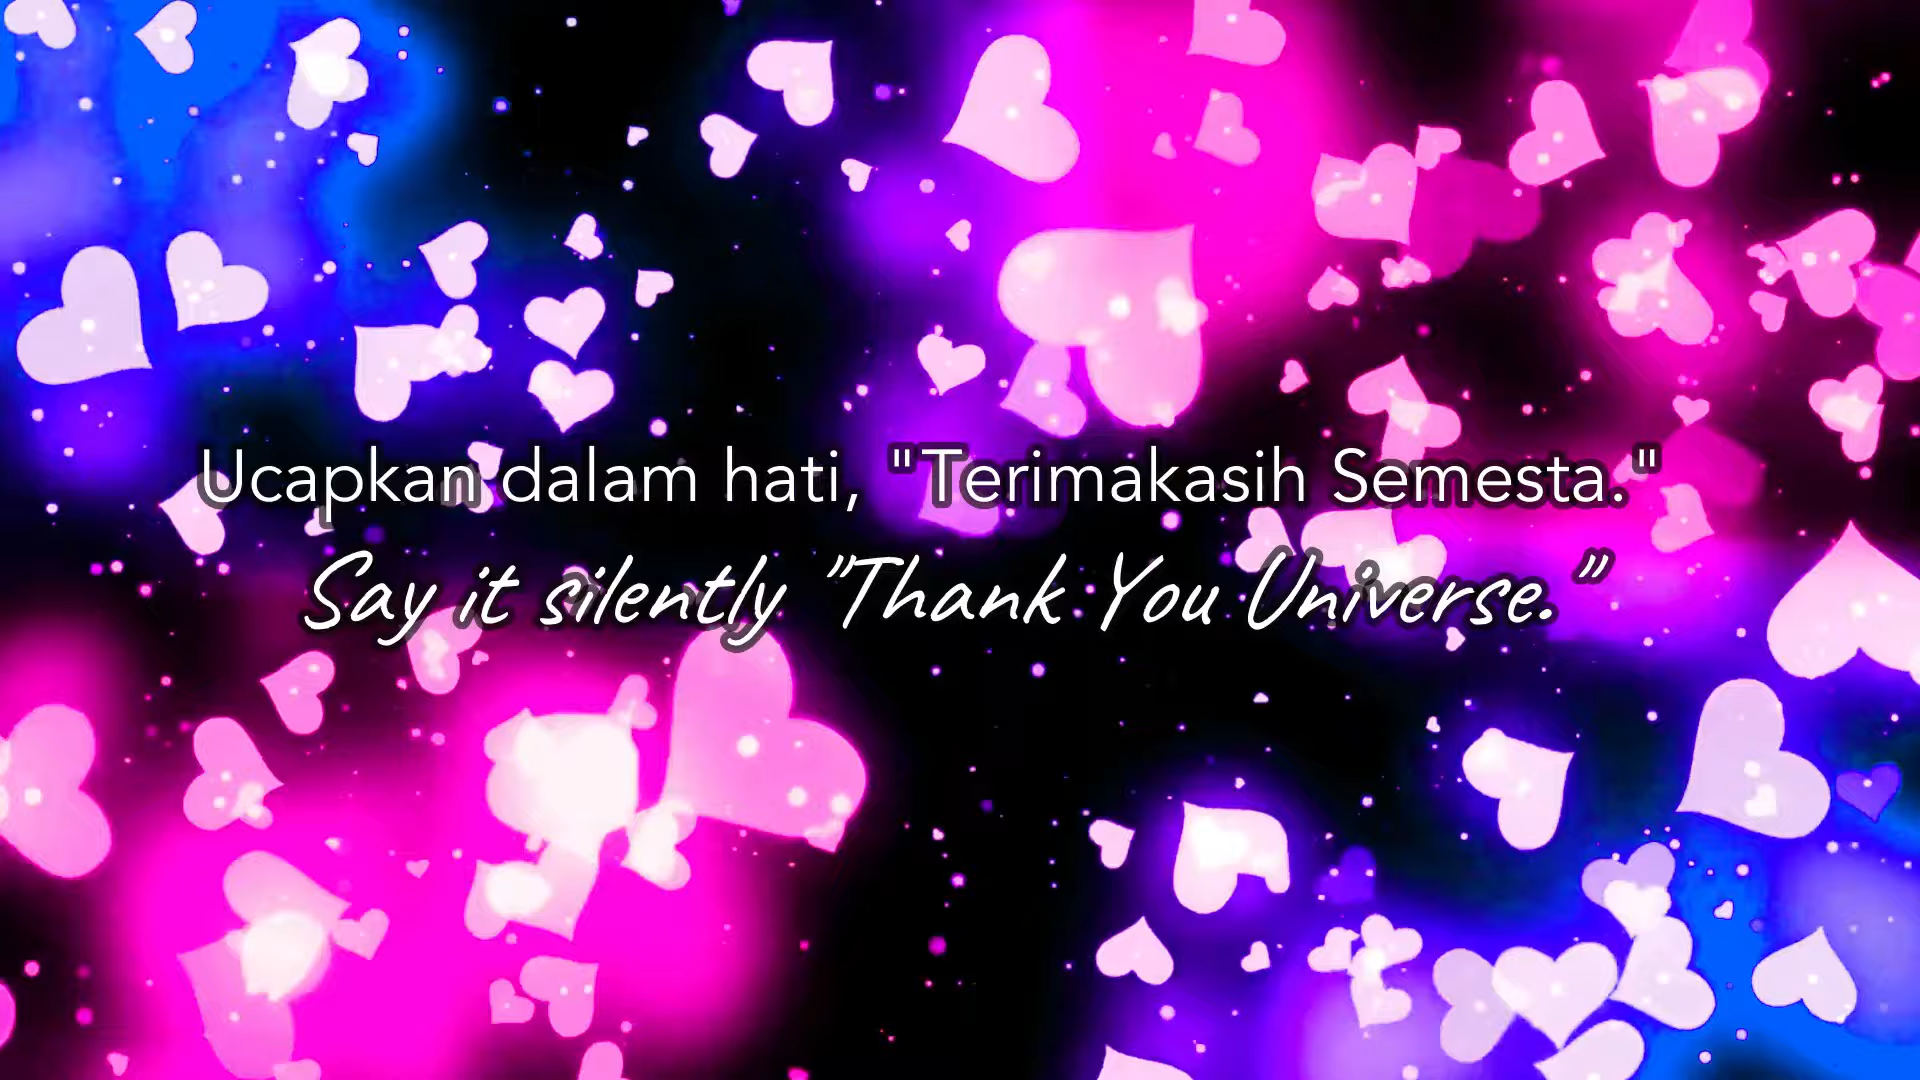 Ucapkan dalam hati, "Terimakasih Semesta."
Say it silently "Thank You Universe."